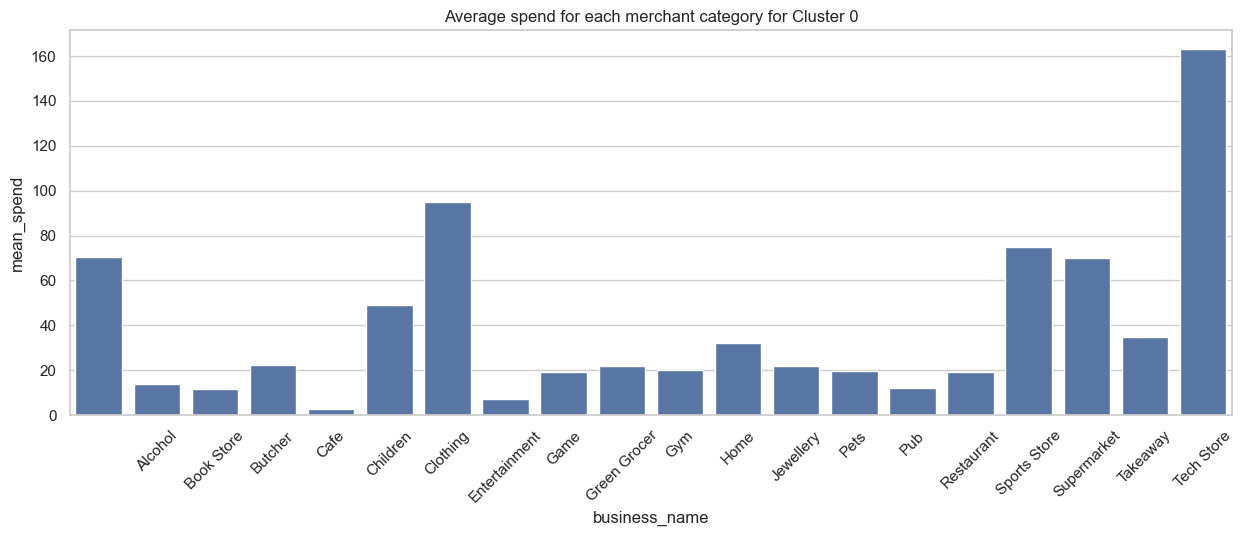 Average spend for each merchant category for Cluster 0
mean_spend
160
140
120
100
80
60
40
20
0
Alcohol
Book Store
Butcher
Cafe
Children
Clothing
Entertainment
Game
Green Grocer
Gym
Home
Jewellery
Pets
Pub
Restaurant
Sports Store
Supermarket
Takeaway
Tech Store
business_name